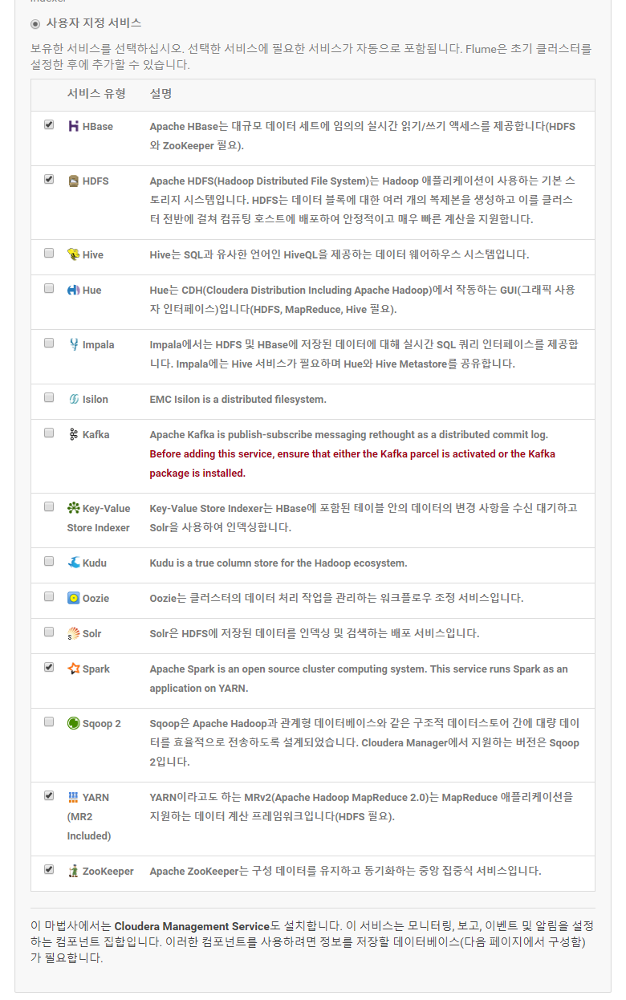 사용자 지정 서비스
보유한 서비스를 선택하십시오. 선택한 서비스에 필요한 서비스가 자동으로 포함됩니다. Flume은 초기 클러스터를
설정한 후에 추가할 수 있습니다.
서비스 유형 설명
HBase Apache HBase는 대규모 데이터 세트에 임의의 실시간 읽기/쓰기 액세스를 제공합니다(HDFS
와 ZooKeeper 필요).
HDFS Apache HDFS(Hadoop Distributed File System)는 Hadoop 애플리케이션이 사용하는 기본 스
토리지 시스템입니다. HDFS는 데이터 블록에 대한 여러 개의 복제본을 생성하고 이를 클러스
터 전반에 걸쳐 컴퓨팅 호스트에 배포하여 안정적이고 매우 빠른 계산을 지원합니다.
Hive Hive는 SQL과 유사한 언어인 HiveQL을 제공하는 데이터 웨어하우스 시스템입니다.
Hue Hue는 CDH(Cloudera Distribution Including Apache Hadoop)에서 작동하는 GUI(그래픽 사용
자 인터페이스)입니다(HDFS, MapReduce, Hive 필요).
Impala Impala에서는 HDFS 및 HBase에 저장된 데이터에 대해 실시간 SQL 쿼리 인터페이스를 제공합
니다. Impala에는 Hive 서비스가 필요하며 Hue와 Hive Metastore를 공유합니다.
Isilon EMC Isilon is a distributed filesystem.
Kafka Apache Kafka is publish-subscribe messaging rethought as a distributed commit log.
Before adding this service, ensure that either the Kafka parcel is activated or the Kafka
package is installed.
Key-Value Key-Value Store Indexer는 HBase에 포함된 테이블 안의 데이터의 변경 사항을 수신 대기하고
Store Indexer Solr을 사용하여 인덱싱합니다.
Kudu Kudu is a true column store for the Hadoop ecosystem.
Oozie Oozie는 클러스터의 데이터 처리 작업을 관리하는 워크플로우 조정 서비스입니다.
Solr Solr은 HDFS에 저장된 데이터를 인덱싱 및 검색하는 배포 서비스입니다.
Spark Apache Spark is an open source cluster computing system. This service runs Spark as an
application on YARN.
Sqoop 2 Sqoop은 Apache Hadoop과 관계형 데이터베이스와 같은 구조적 데이터스토어 간에 대량 데이
터를 효율적으로 전송하도록 설계되었습니다. Cloudera Manager에서 지원하는 버전은 Sqoop
2입니다.
YARN YARN이라고도 하는 MRv2(Apache Hadoop MapReduce 2.0)는 MapReduce 애플리케이션을
(MR2 지원하는 데이터 계산 프레임워크입니다(HDFS 필요).
Included)
ZooKeeper Apache ZooKeeper는 구성 데이터를 유지하고 동기화하는 중앙 집중식 서비스입니다.
이 마법사에서는 Cloudera Management Service도 설치합니다. 이 서비스는 모니터링, 보고, 이벤트 및 알림을 설정
하는 컴포넌트 집합입니다. 이러한 컴포넌트를 사용하려면 정보를 저장할 데이터베이스(다음 페이지에서 구성함)
가 필요합니다.